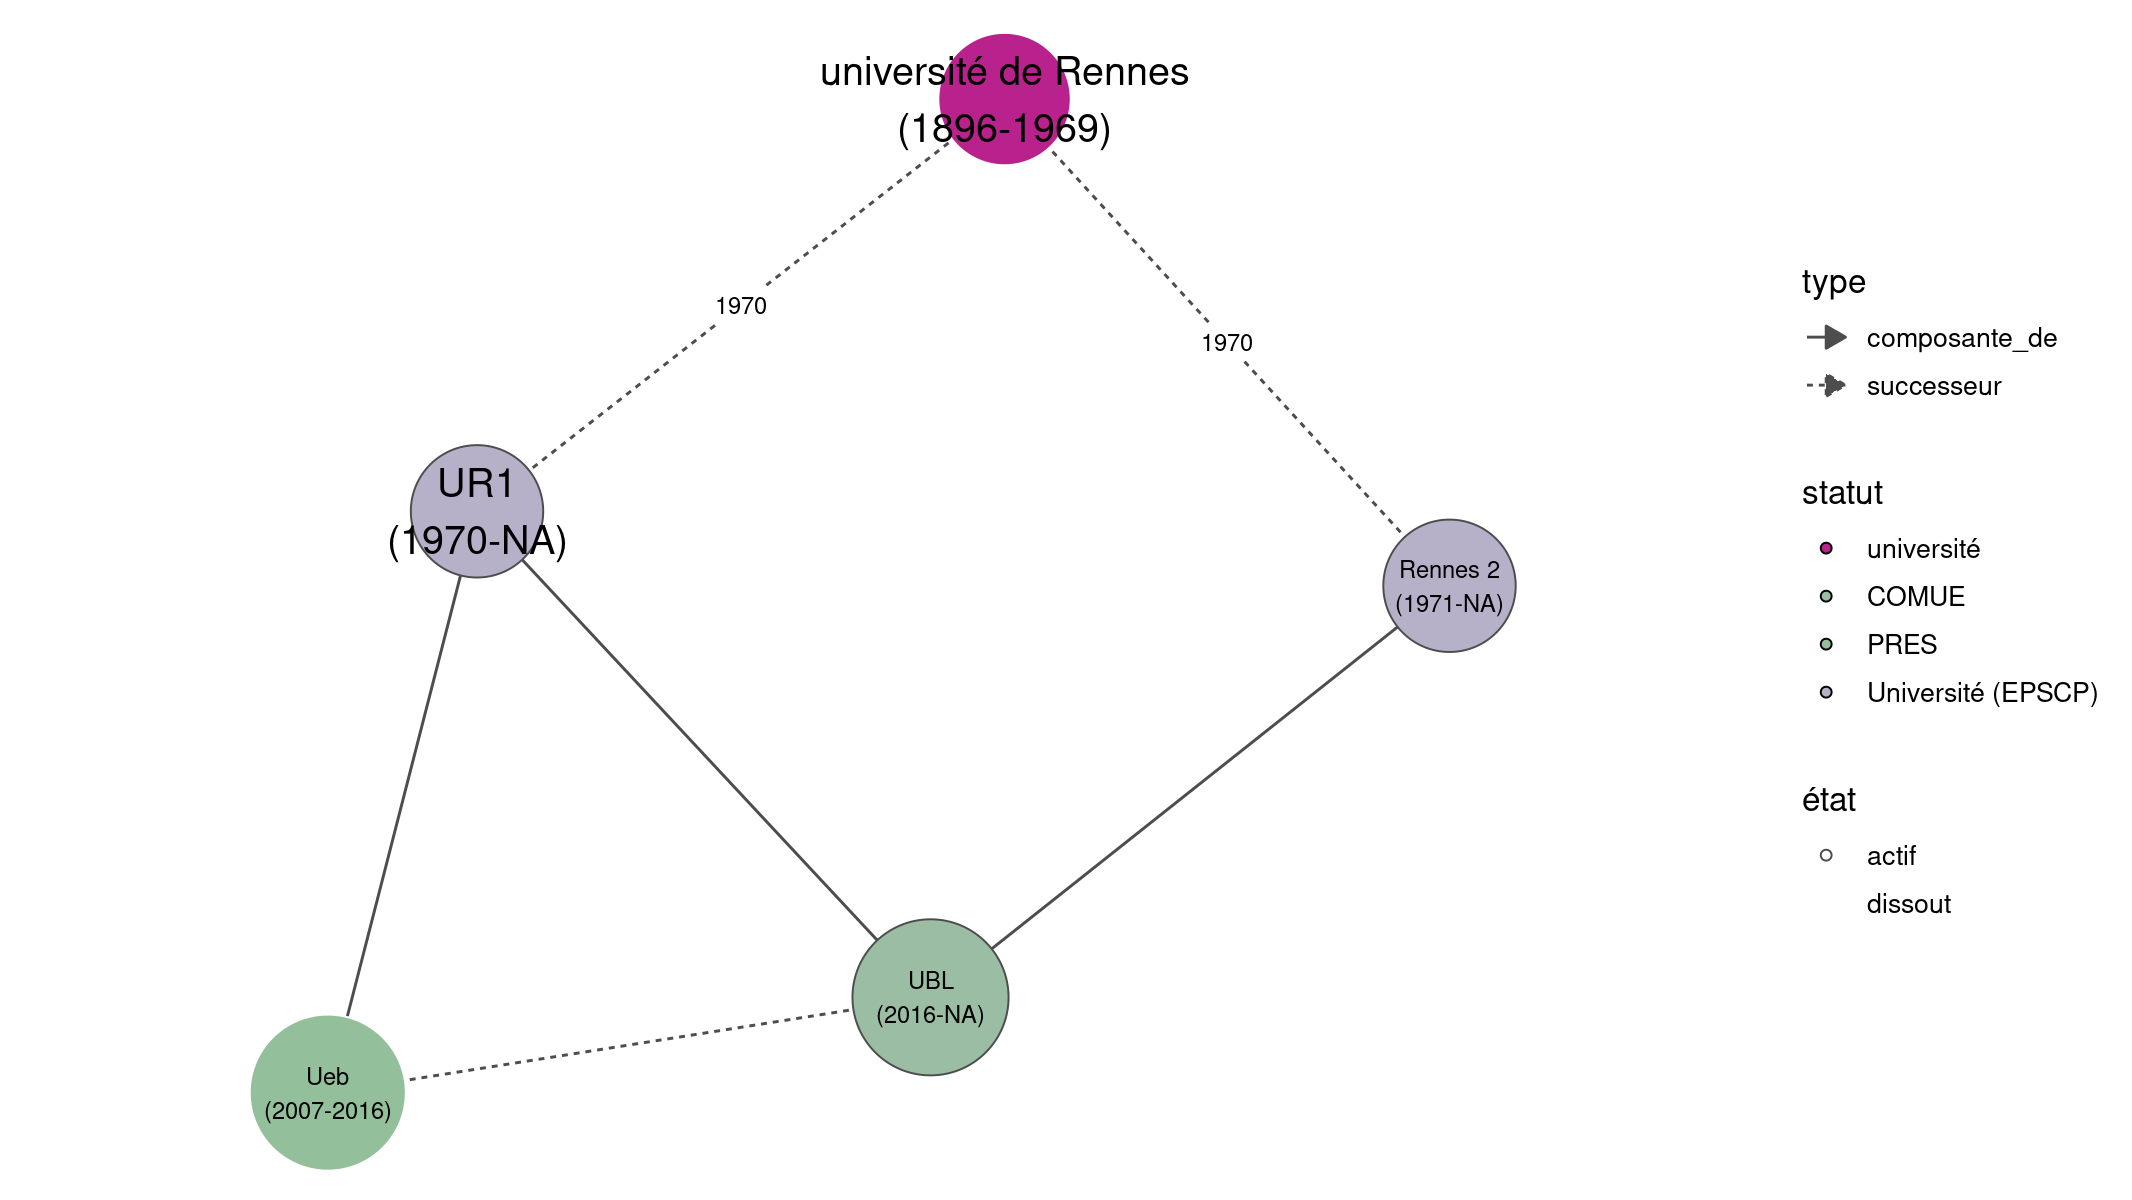 université de Rennes
(1896-1969)
1970
1970
UR1
(1970-NA)
Rennes 2
(1971-NA)
UBL
(2016-NA)
Ueb
(2007-2016)
type
composante_de
successeur
statut
université
COMUE
PRES
Université (EPSCP)
état
actif
dissout